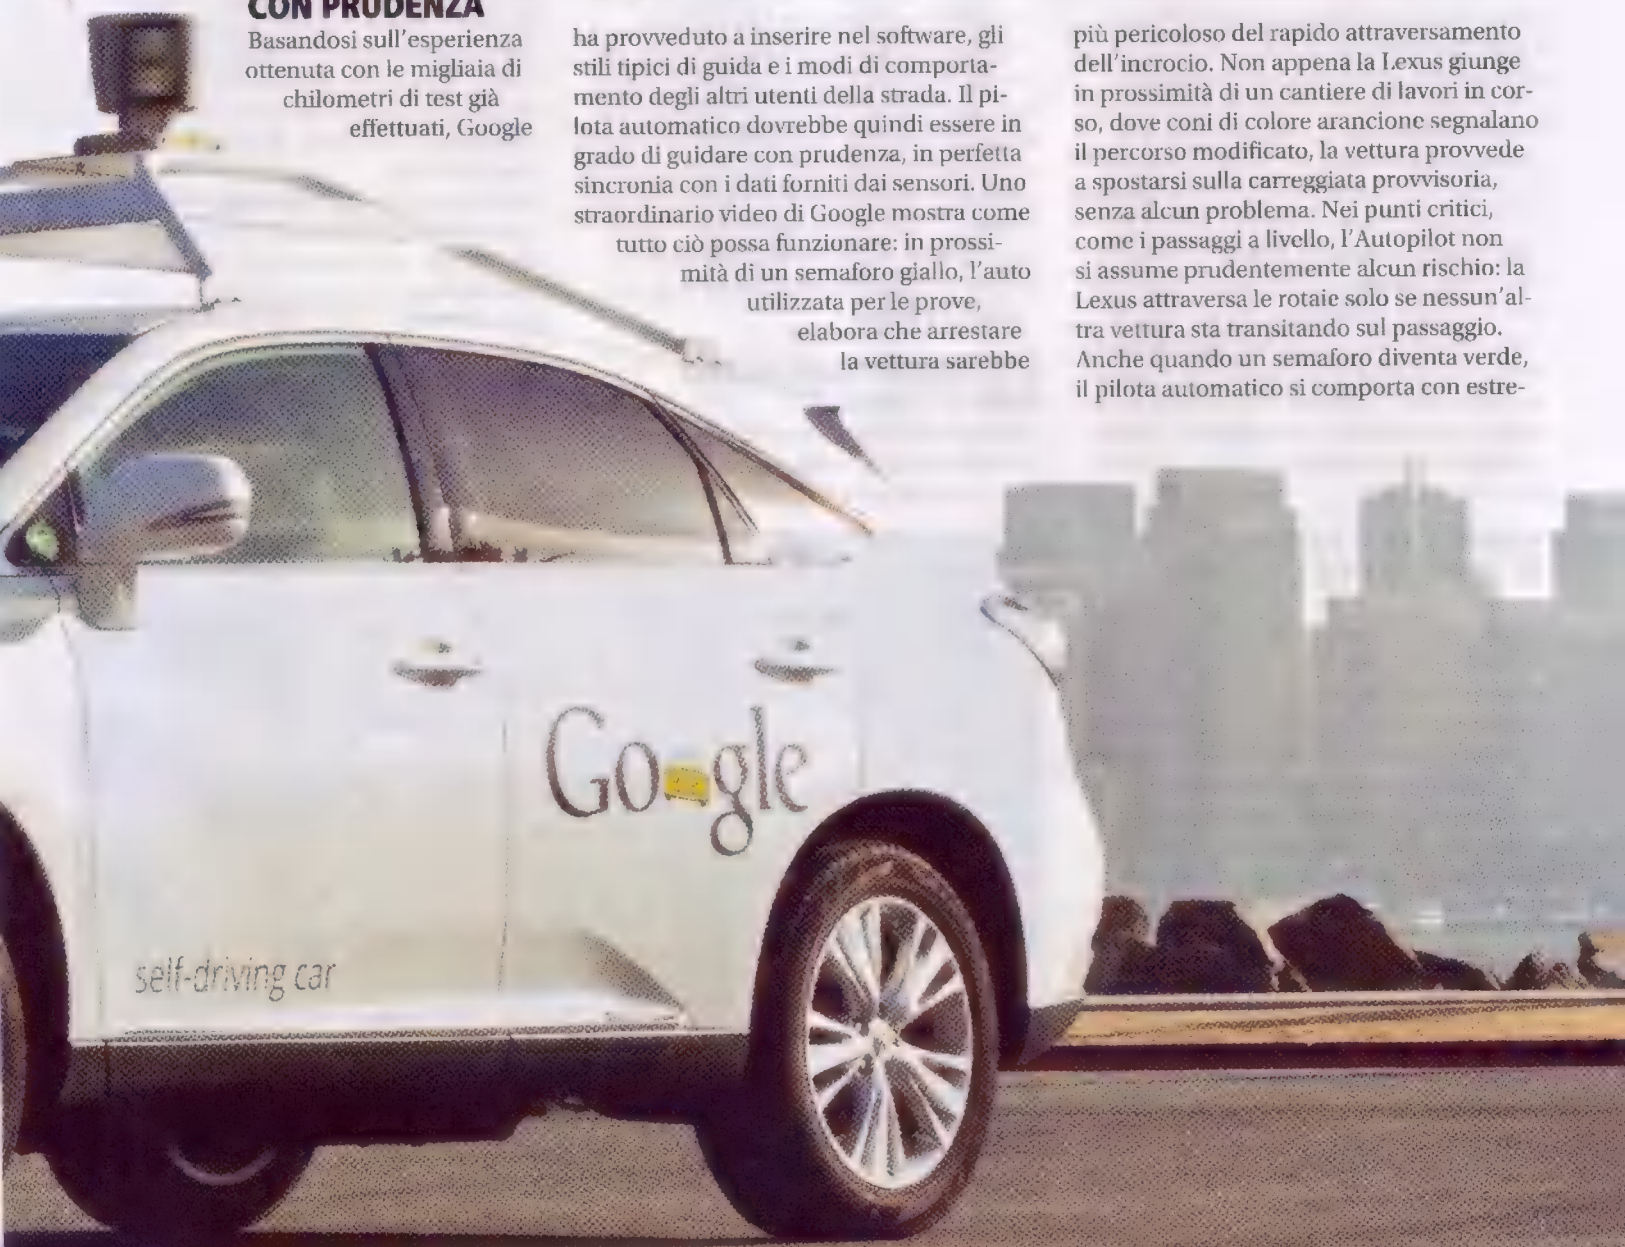 CON PRUDENZA
Basandosi sull'esperienza
ottenuta con le migliaia di
chilometri di test già
effettuati, Google
ha provveduto a inserire nel software, gli
stili tipici di guida e i modi di comporta-
mento degli altri utenti della strada. Il pi-
lota automatico dovrebbe quindi essere in
grado di guidare con prudenza, in perfetta
sincronia con i dati forniti dai sensori. Uno
straordinario video di Google mostra come
tutto ciò possa funzionare: in prossi-
mità di un semaforo giallo, l'auto
utilizzata per le prove,
elabora che arrestare
la vettura sarebbe
più pericoloso del rapido attraversamento
dell'incrocio. Non appena la Lexus giunge
in prossimità di un cantiere di lavori in cor-
so, dove coni di colore arancione segnalano
il percorso modificato, la vettura provvede
a spostarsi sulla carreggiata provvisoria,
senza alcun problema. Nei punti critici,
come i passaggi a livello, l'Autopilot non
si assume prudentemente alcun rischio: la
Lexus attraversa le rotaie solo se nessun'al-
tra vettura sta transitando sul passaggio.
Anche quando un semaforo diventa verde,
il pilota automatico si comporta con estre-
Google
self-driving car